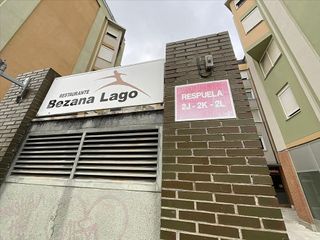 RESTAURANTE
Bezana Lago
RESPUELA
2J - 2K - 2L